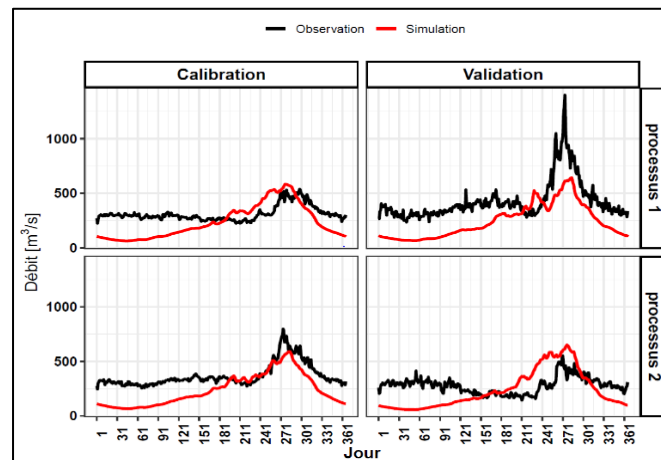 Observation Simulation
Calibration Validation
1000
500
0
processus 1
1000
500
0
processus 2
Débit [m³/s]
1 31 61 91 121 151 181 211 241 271 301 331 361 1 31 61 91 121 151 181 211 241 271 301 331 361
Jour